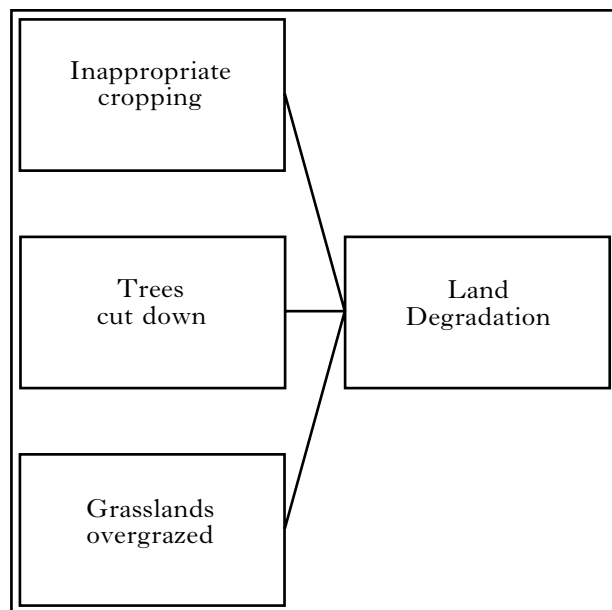 Inappropriate
cropping
Trees
cut down
Land
Degradation
Grasslands
overgrazed